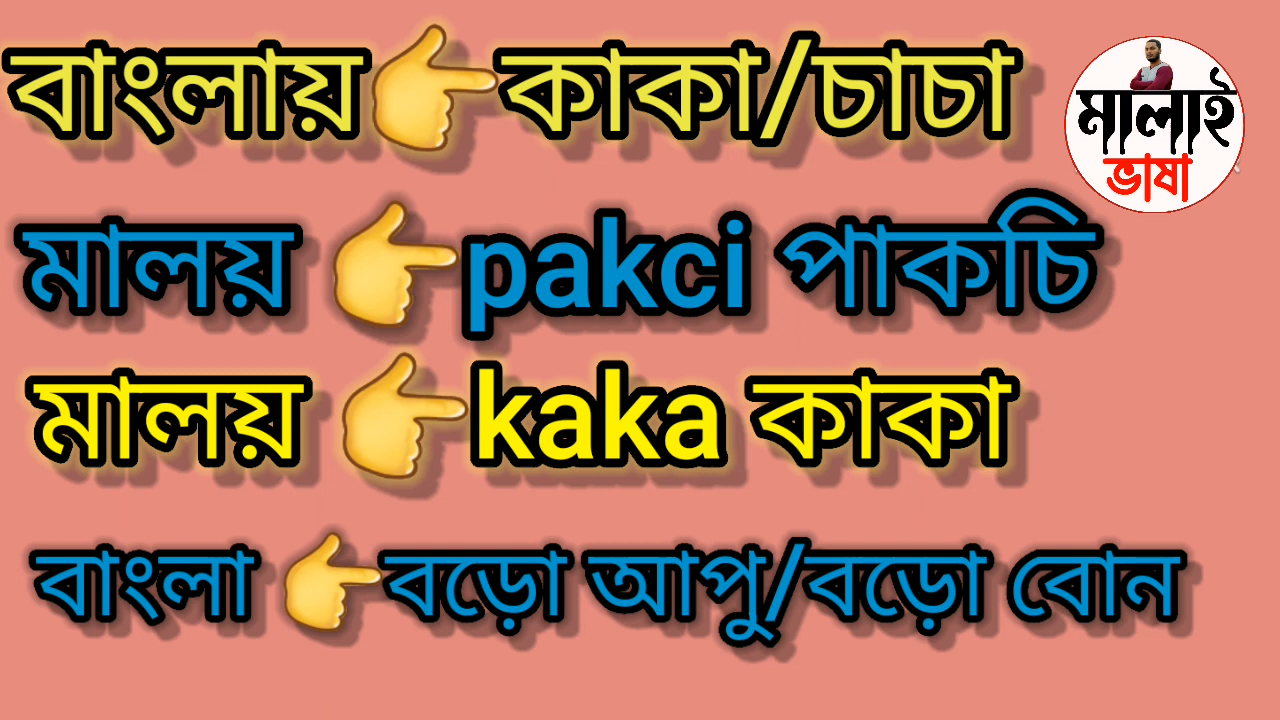 বাংলায়👉কাকা/চাচা
মালাই
ভাষা
মালয় 👉pakci পাকচি
মালয় 👉kaka কাকা
বাংলা 👉বড়ো আপু/বড়ো বোন